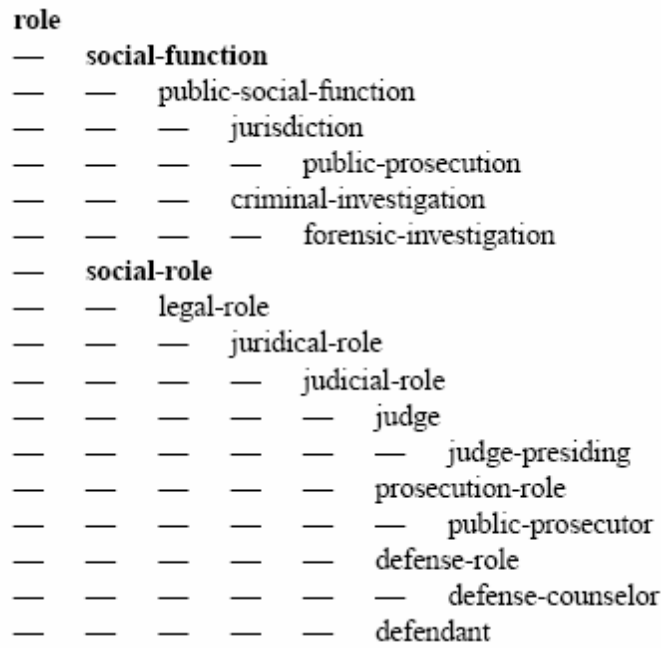 role
— social-function
— — public-social-function
— — — jurisdiction
— — — — public-prosecution
— — — criminal-investigation
— — — — forensic-investigation
— social-role
— — legal-role
— — — juridical-role
— — — — judicial-role
— — — — — judge
— — — — — — judge-presiding
— — — — — prosecution-role
— — — — — — public-prosecutor
— — — — — defense-role
— — — — — — defense-counselor
— — — — — defendant